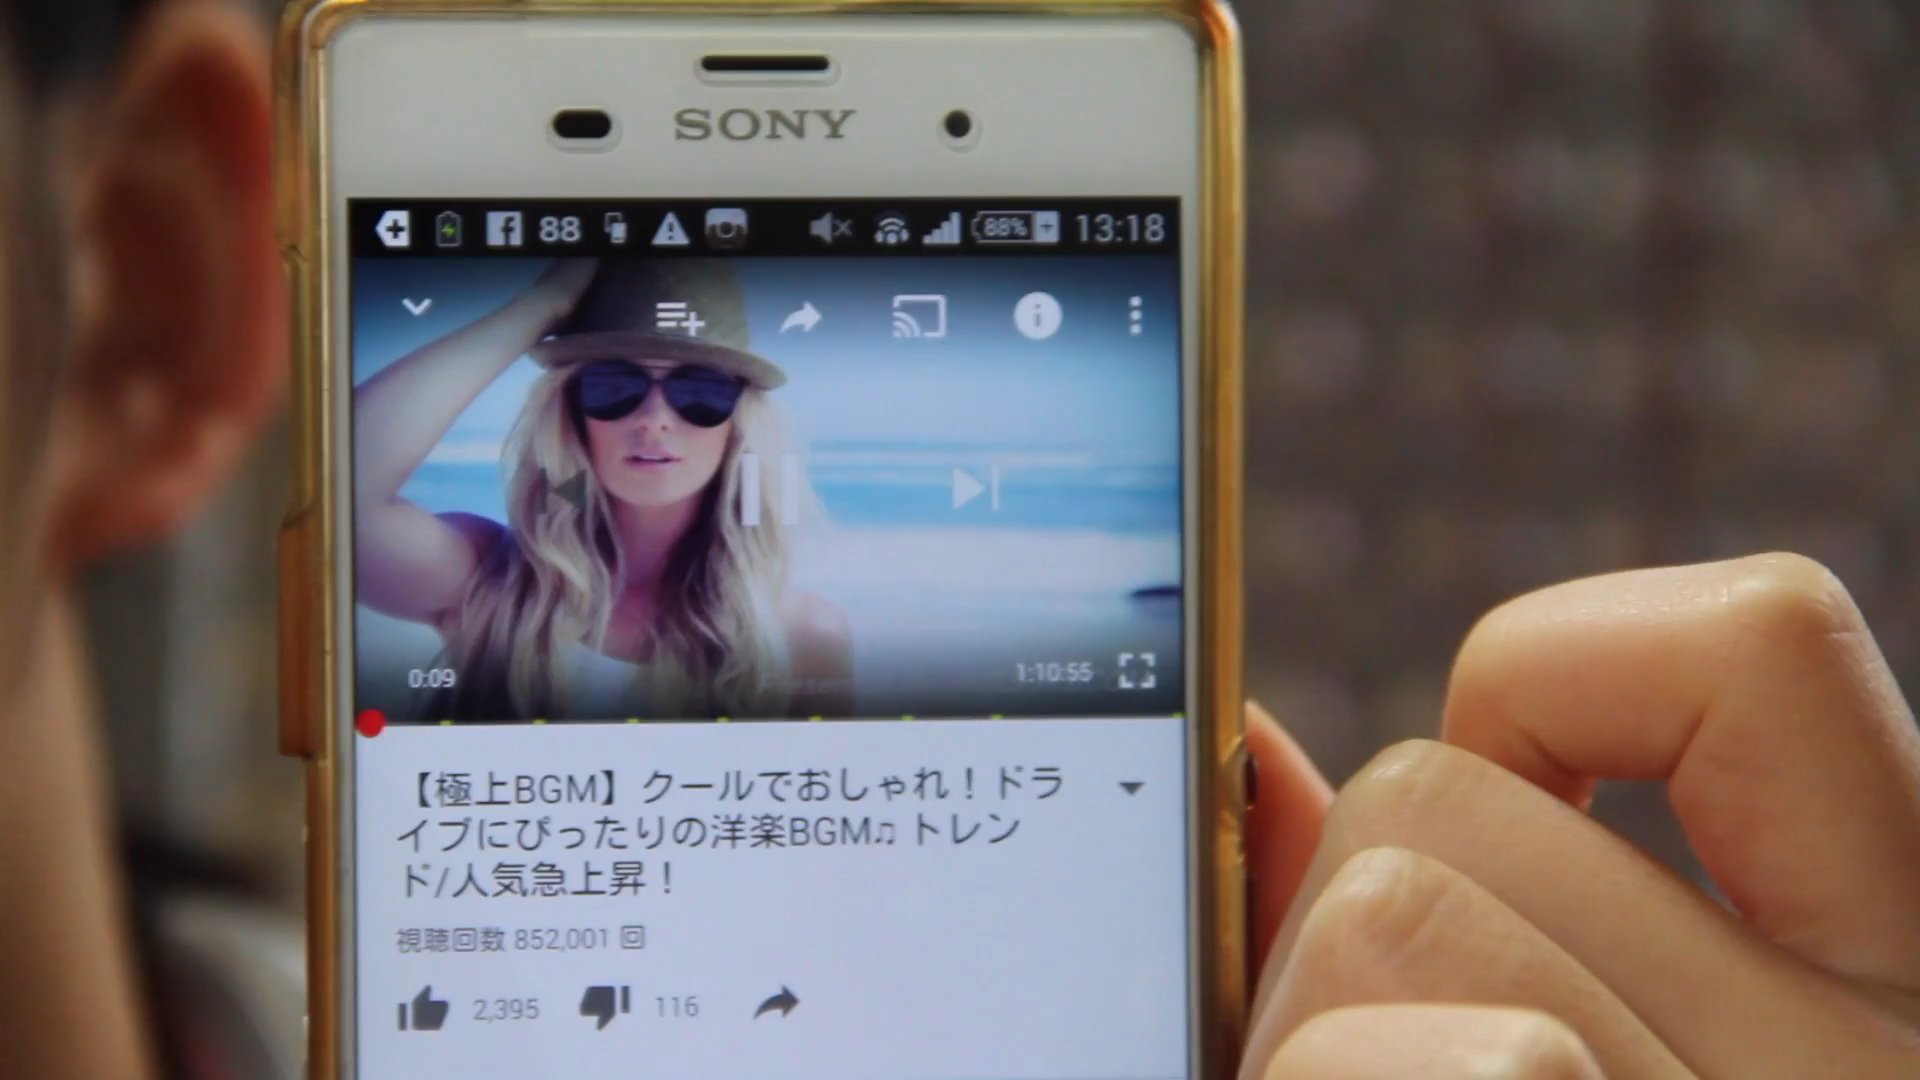 SONY
88 88% 13:18
0:09 1:10:55
【極上BGM】クールでおしゃれ！ドラ
イブにぴったりの洋楽BGM♫ トレン
ド/人気急上昇！
視聴回数 852,001 回
2,395 116